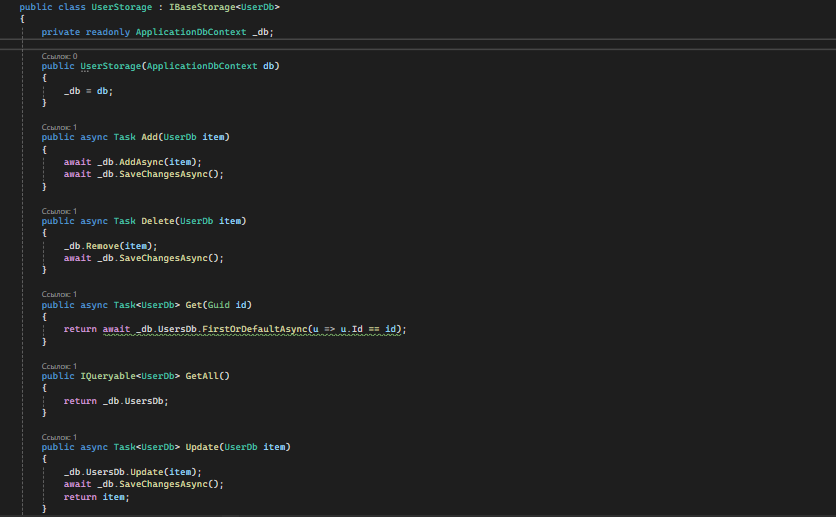 public class UserStorage : IBaseStorage<UserDb>
{
private readonly ApplicationDbContext _db;
Ссылок: 0
public UserStorage(ApplicationDbContext db)
{
_db = db;
}
Ссылок: 1
public async Task Add(UserDb item)
{
await _db.AddAsync(item);
await _db.SaveChangesAsync();
}
Ссылок: 1
public async Task Delete(UserDb item)
{
_db.Remove(item);
await _db.SaveChangesAsync();
}
Ссылок: 1
public async Task<UserDb> Get(Guid id)
{
return await _db.UsersDb.FirstOrDefaultAsync(u => u.Id == id);
}
Ссылок: 1
public IQueryable<UserDb> GetAll()
{
return _db.UsersDb;
}
Ссылок: 1
public async Task<UserDb> Update(UserDb item)
{
_db.UsersDb.Update(item);
await _db.SaveChangesAsync();
return item;
}